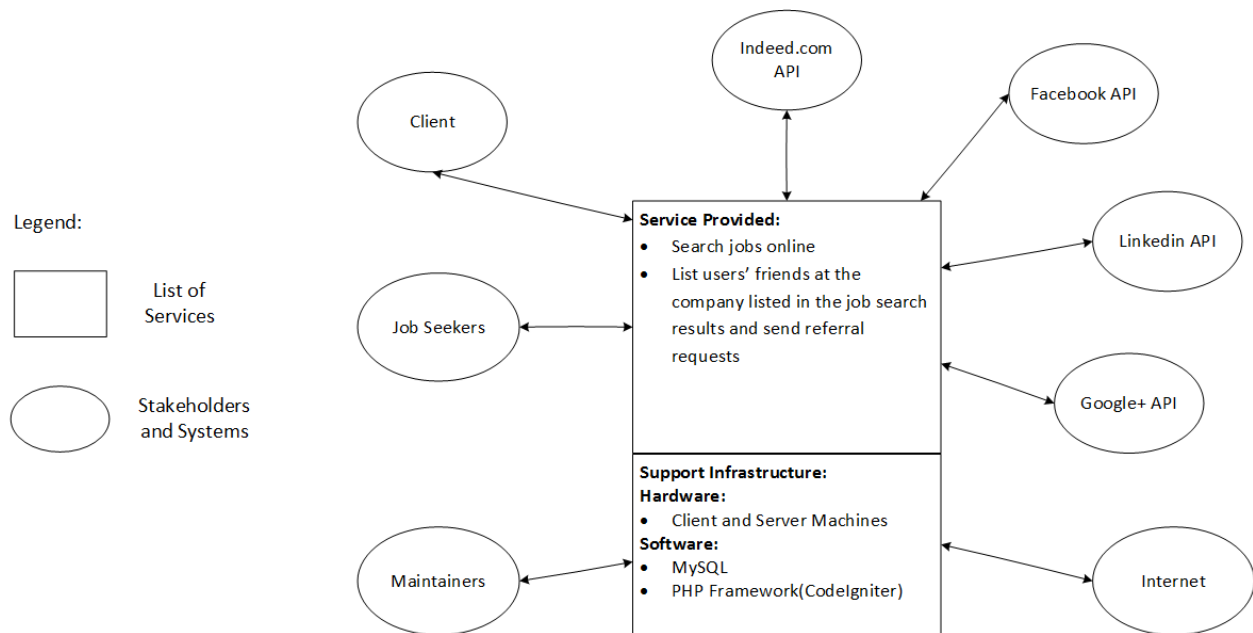 Indeed.com
API
Facebook API
Client
Legend:
List of
Services
Stakeholders
and Systems
Service Provided:
• Search jobs online
• List users’ friends at the
company listed in the job search
results and send referral
requests
Linkedin API
Job Seekers
Google+ API
Support Infrastructure:
Hardware:
• Client and Server Machines
Software:
• MySQL
• PHP Framework(CodeIgniter)
Maintainers
Internet